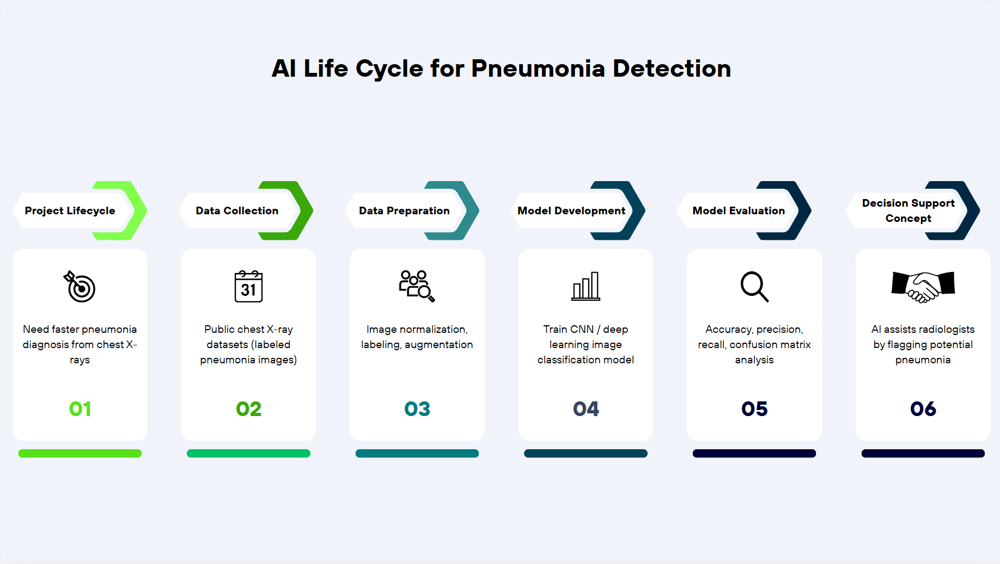 AI Life Cycle for Pneumonia Detection
Project Lifecycle
Data Collection
Data Preparation
Model Development
Model Evaluation
Decision Support
Concept
31
Need faster pneumonia
diagnosis from chest X-
rays
01
Public chest X-ray
datasets (labeled
pneumonia images)
02
Image normalization,
labeling, augmentation
03
Train CNN / deep
learning image
classification model
04
Accuracy, precision,
recall, confusion matrix
analysis
05
AI assists radiologists
by flagging potential
pneumonia
06